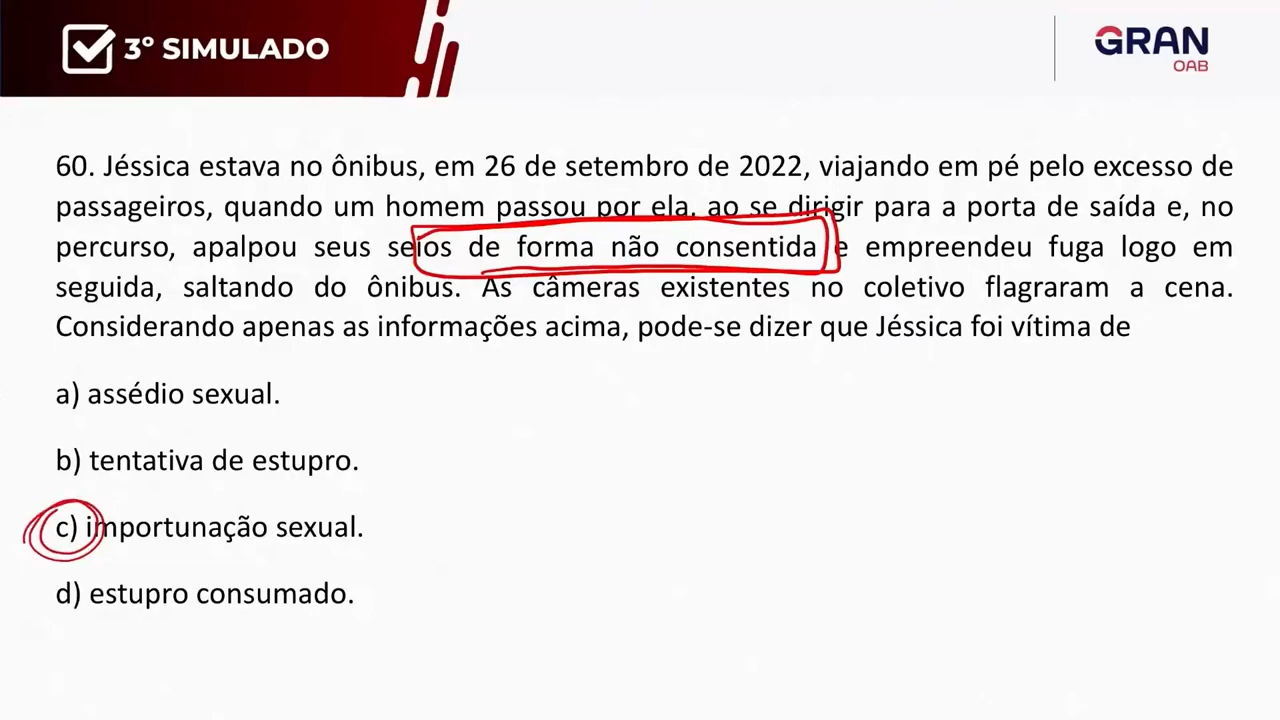 3º SIMULADO
GRAN
OAB
60. Jéssica estava no ônibus, em 26 de setembro de 2022, viajando em pé pelo excesso de
passageiros, quando um homem passou por ela, ao se dirigir para a porta de saída e, no
percurso, apalpou seus seios de forma não consentida e empreendeu fuga logo em
seguida, saltando do ônibus. As câmeras existentes no coletivo flagraram a cena.
Considerando apenas as informações acima, pode-se dizer que Jéssica foi vítima de
a) assédio sexual.
b) tentativa de estupro.
c) importunação sexual.
d) estupro consumado.